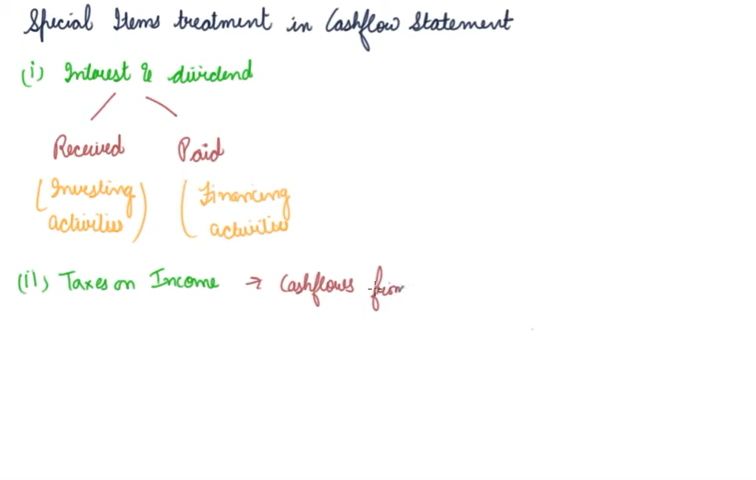 Special Items treatment in Cashflow Statement
(i) Interest & dividend
Received Paid
(Investing activities) (Financing activities
(ii) Taxes on Income → Cashflows from